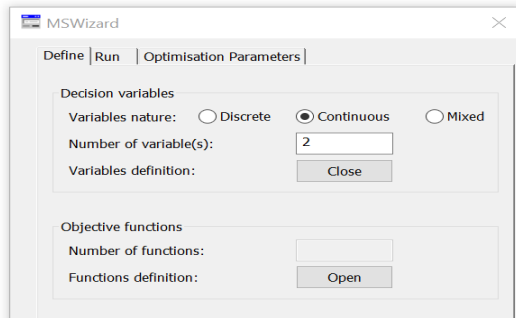 MSWizard
Define Run Optimisation Parameters
Decision variables
Variables nature: Discrete Continuous Mixed
Number of variable(s): 2
Variables definition: Close
Objective functions
Number of functions:
Functions definition: Open